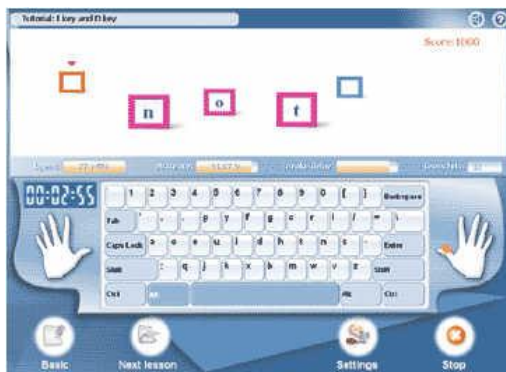 Tutorial: I key and D key
Score: 1000
n o t
00:02:55
1 2 3 4 5 6 7 8 9 0 [ ] Backspace
Tab ' , . p y f g c r l / = \
Caps Lock a o e u i d h t n s - Enter
Shift ; q j k x b m w v z Shift
Ctrl Alt Alt Ctrl
Basic Next lesson Settings Stop